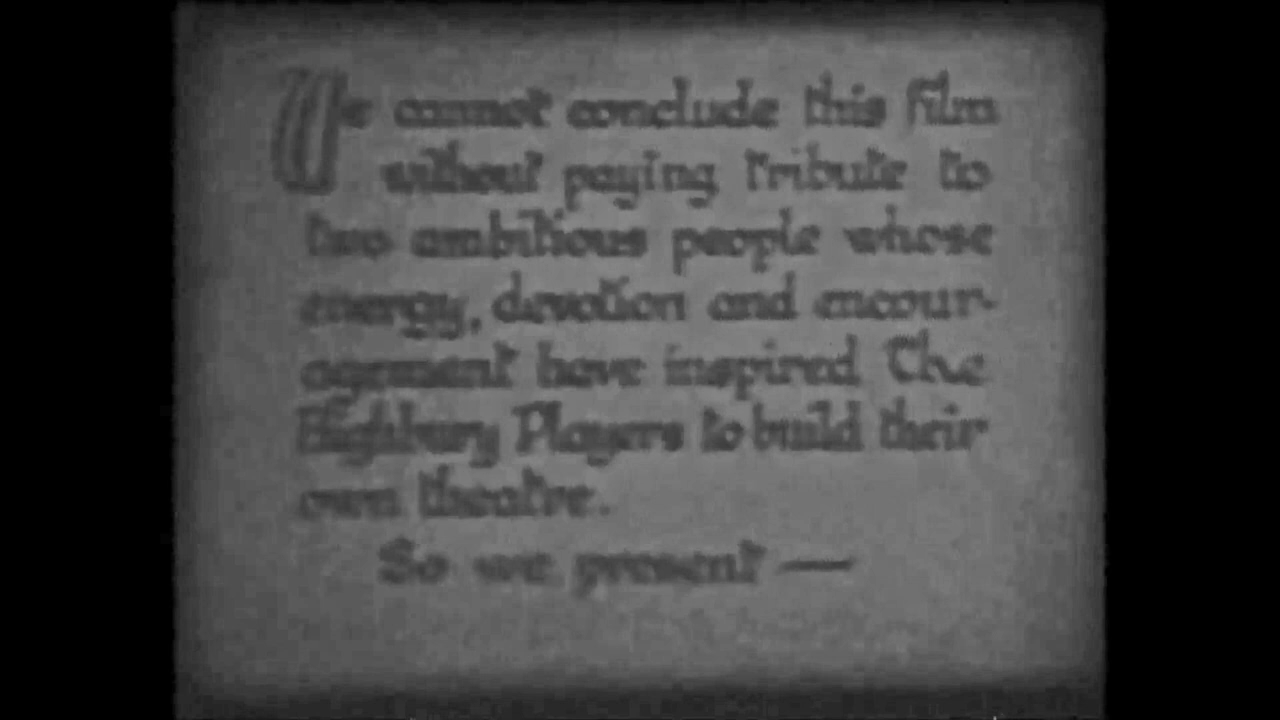 We cannot conclude this film
without paying tribute to
two ambitious people whose
energy, devotion and encour-
agement have inspired The
Highbury Players to build their
own theatre.
So we present —